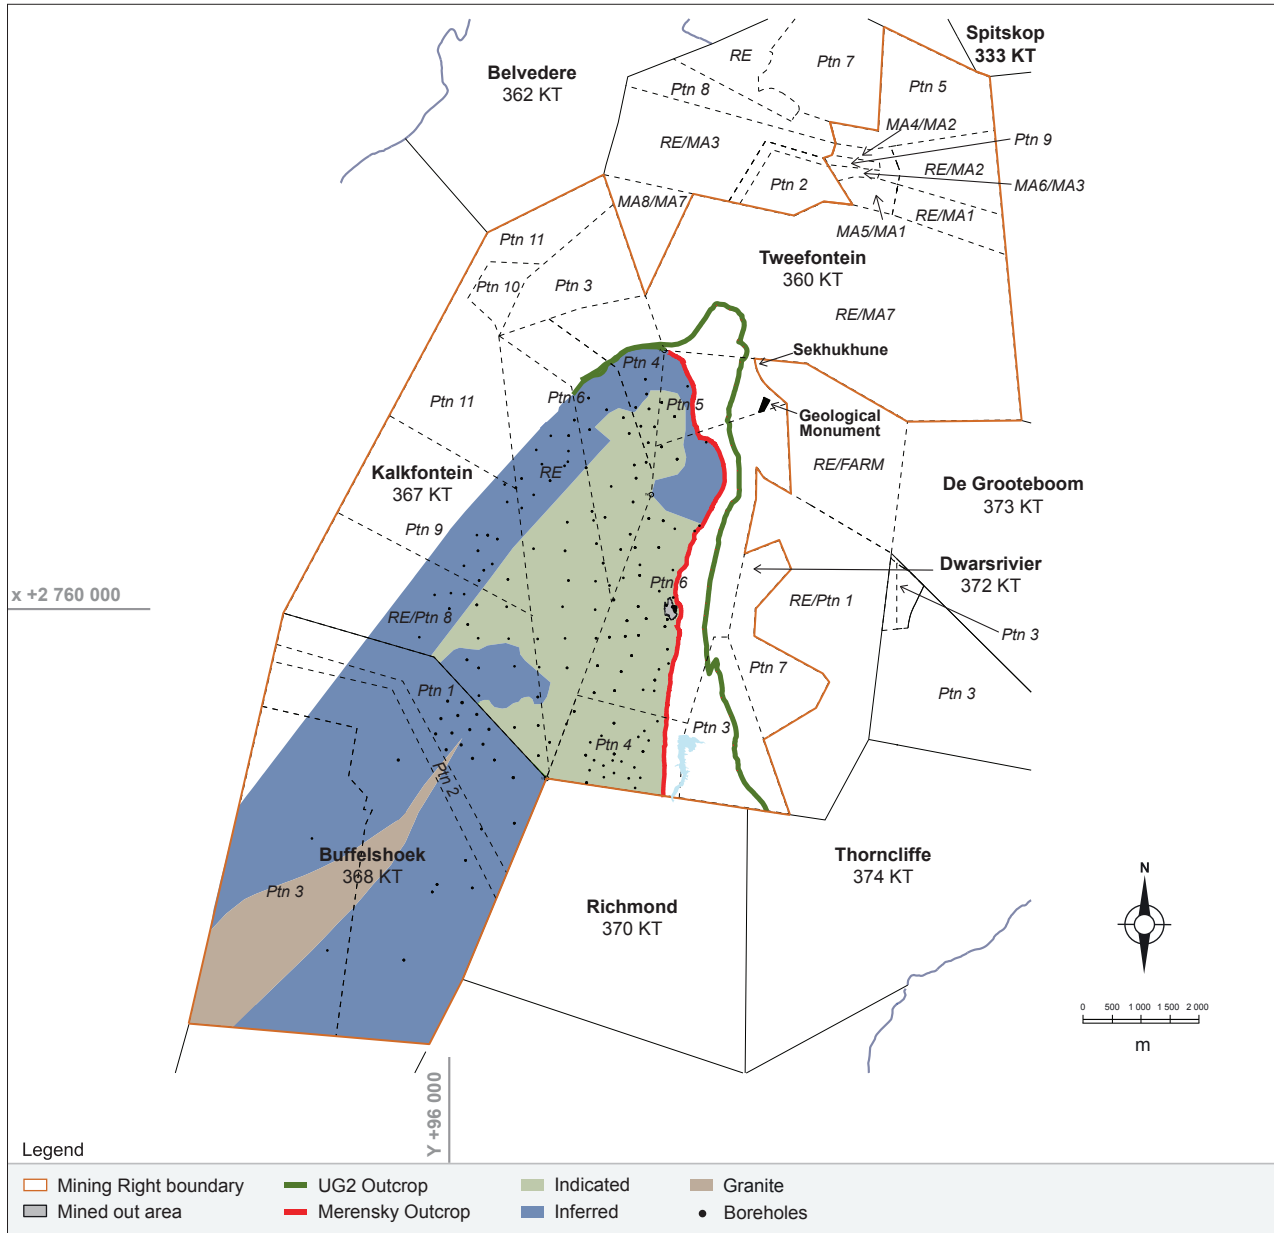 Spitskop
333 KT
RE
Ptn 7
Belvedere
362 KT
Ptn 8
Ptn 5
MA4/MA2
Ptn 9
RE/MA3
RE/MA2
Ptn 2
MA6/MA3
MA8/MA7
RE/MA1
MA5/MA1
Ptn 11
Tweefontein
360 KT
Ptn 10
Ptn 3
RE/MA7
Sekhukhune
Ptn 4
Ptn 6
Ptn 5
Ptn 11
Geological
Monument
RE/FARM
Kalkfontein
367 KT
RE
De Grooteboom
373 KT
Ptn 9
Dwarsrivier
372 KT
Ptn 6
x +2 760 000
RE/Ptn 1
RE/Ptn 8
Ptn 3
Ptn 7
Ptn 1
Ptn 3
Ptn 3
Ptn 4
Ptn 2
Buffelshoek
368 KT
Thorncliffe
374 KT
Ptn 3
Richmond
370 KT
N
0 500 1 000 1 500 2 000
m
Y +96 000
Legend
Mining Right boundary
UG2 Outcrop
Indicated
Granite
Mined out area
Merensky Outcrop
Inferred
Boreholes